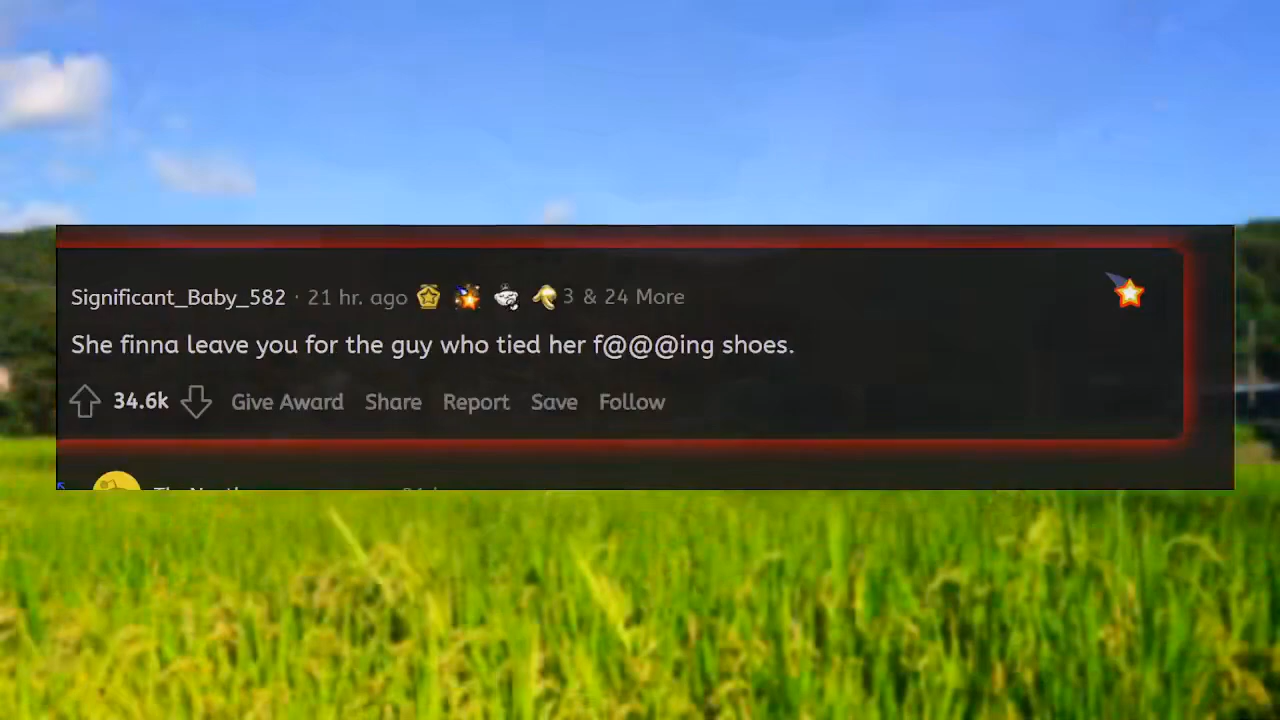 Significant_Baby_582 · 21 hr. ago 3 & 24 More
She finna leave you for the guy who tied her f@@@ing shoes.
34.6k Give Award Share Report Save Follow